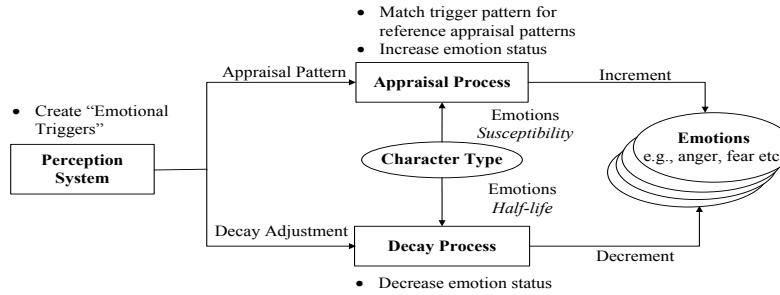 • Match trigger pattern for
reference appraisal patterns
• Increase emotion status
Appraisal Pattern
Appraisal Process
Increment
• Create “Emotional
Triggers”
Perception
System
Emotions
Susceptibility
Character Type
Emotions
Half-life
Emotions
e.g., anger, fear etc
Decay Adjustment
Decay Process
Decrement
• Decrease emotion status